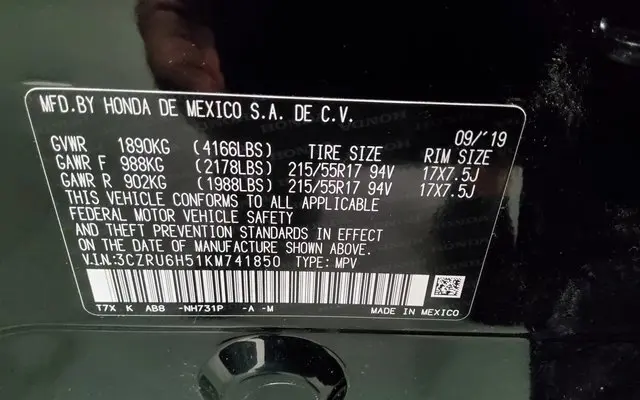 MFD.BY HONDA DE MEXICO S.A. DE C.V.
09/'19
GVWR 1890KG (4166LBS) TIRE SIZE RIM SIZE
GAWR F 988KG (2178LBS) 215/55R17 94V 17X7.5J
GAWR R 902KG (1988LBS) 215/55R17 94V 17X7.5J
THIS VEHICLE CONFORMS TO ALL APPLICABLE
FEDERAL MOTOR VEHICLE SAFETY
AND THEFT PREVENTION STANDARDS IN EFFECT
ON THE DATE OF MANUFACTURE SHOWN ABOVE.
V.I.N.:3CZRU6H51KM741850 TYPE: MPV
T7X K AB8 -NH731P -A -M
MADE IN MEXICO